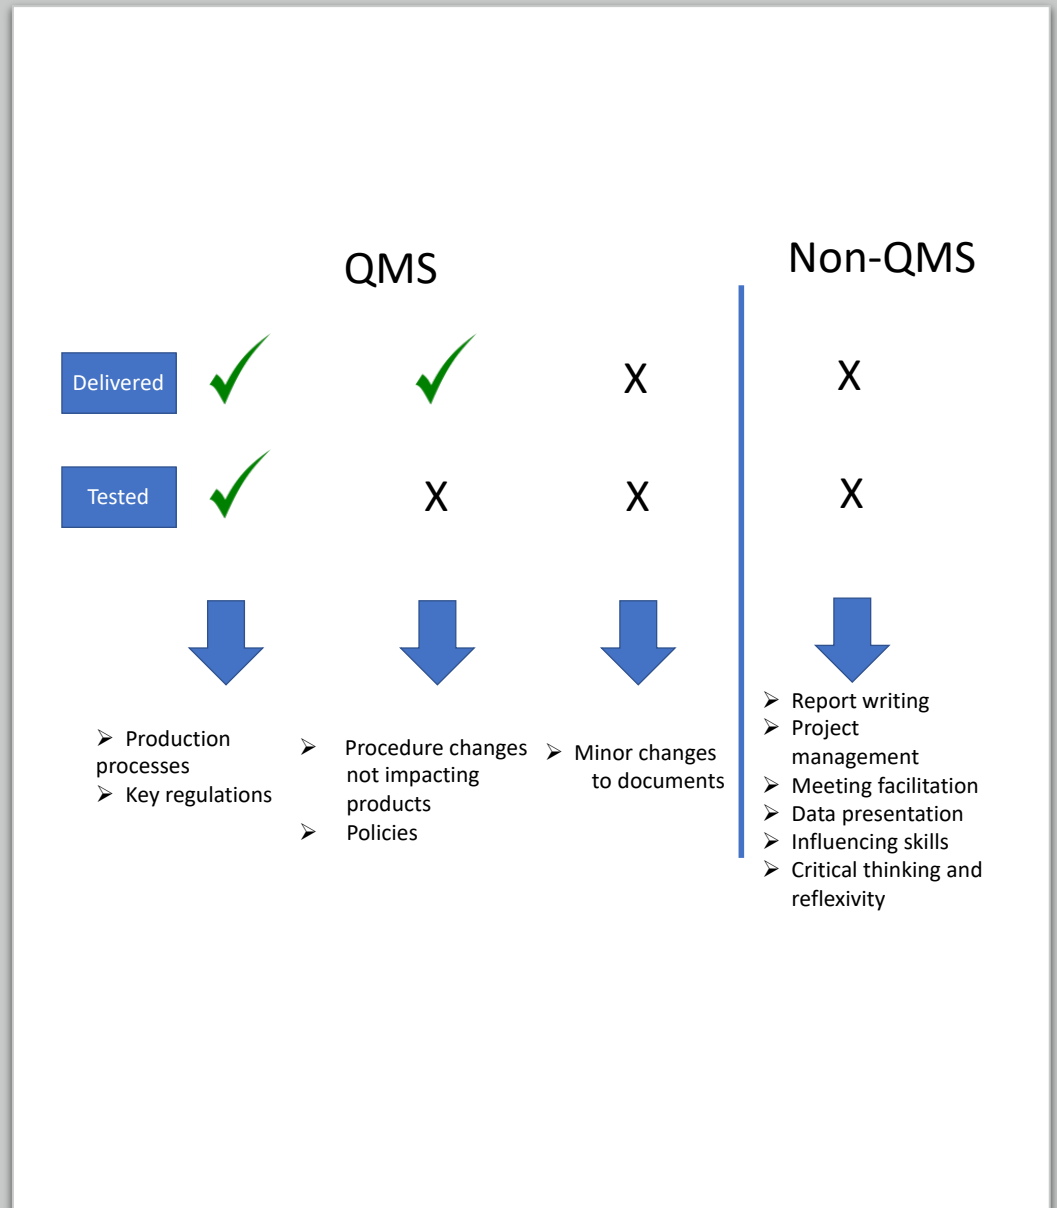 QMS
Non-QMS
Delivered
X
X
Tested
X
X
X
➢ Production
processes
➢ Key regulations
➢ Procedure changes
not impacting
products
➢ Policies
➢ Minor changes
to documents
➢ Report writing
➢ Project
management
➢ Meeting facilitation
➢ Data presentation
➢ Influencing skills
➢ Critical thinking and
reflexivity